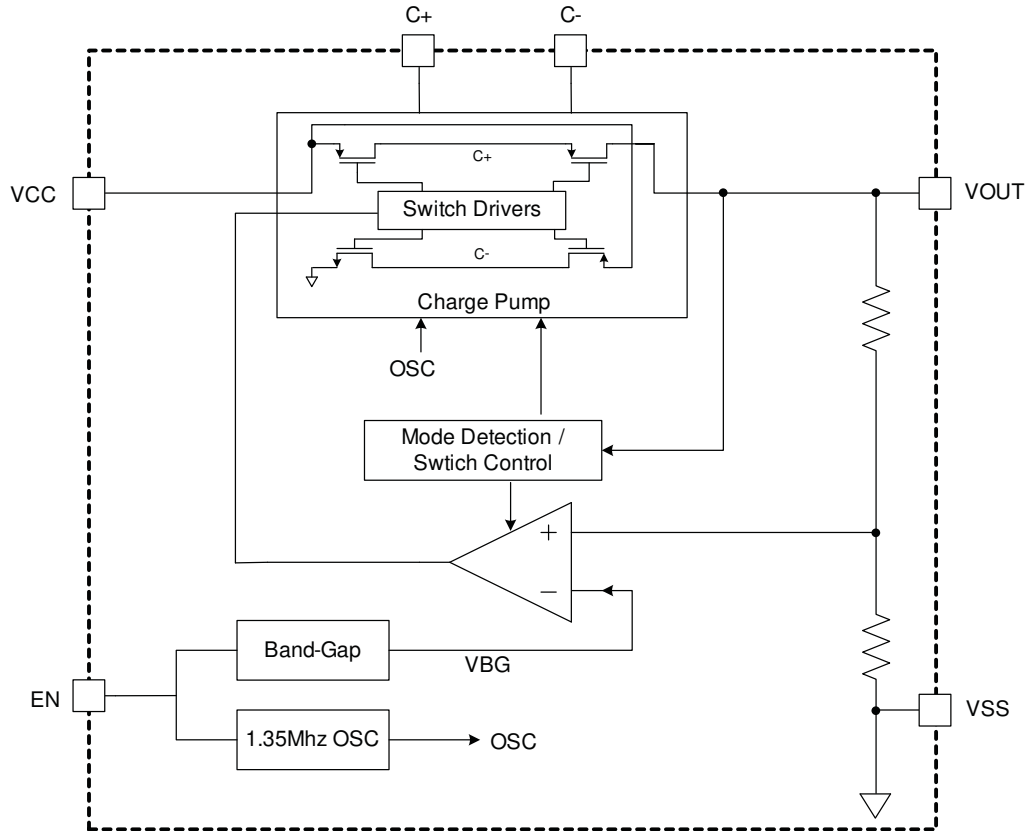 C+
C-
VCC
C+
Switch Drivers
C-
VOUT
Charge Pump
OSC
Mode Detection /
Swtich Control
+
−
Band-Gap
VBG
EN
VSS
1.35Mhz OSC
OSC